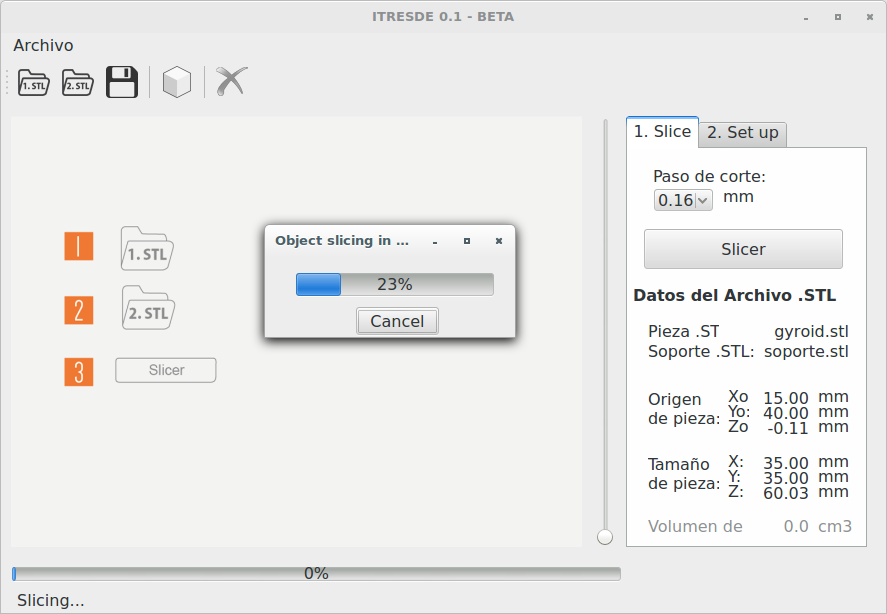 ITRESDE 0.1 - BETA
Archivo
1. STL
2. STL
1
1. STL
2
2. STL
3
Slicer
Object slicing in ...
23%
Cancel
1. Slice
2. Set up
Paso de corte:
0.16 mm
Slicer
Datos del Archivo .STL
Pieza .ST gyroid.stl
Soporte .STL: soporte.stl
Origen de pieza:
Xo 15.00 mm
Yo: 40.00 mm
Zo -0.11 mm
Tamaño de pieza:
X: 35.00 mm
Y: 35.00 mm
Z: 60.03 mm
Volumen de 0.0 cm3
0%
Slicing...